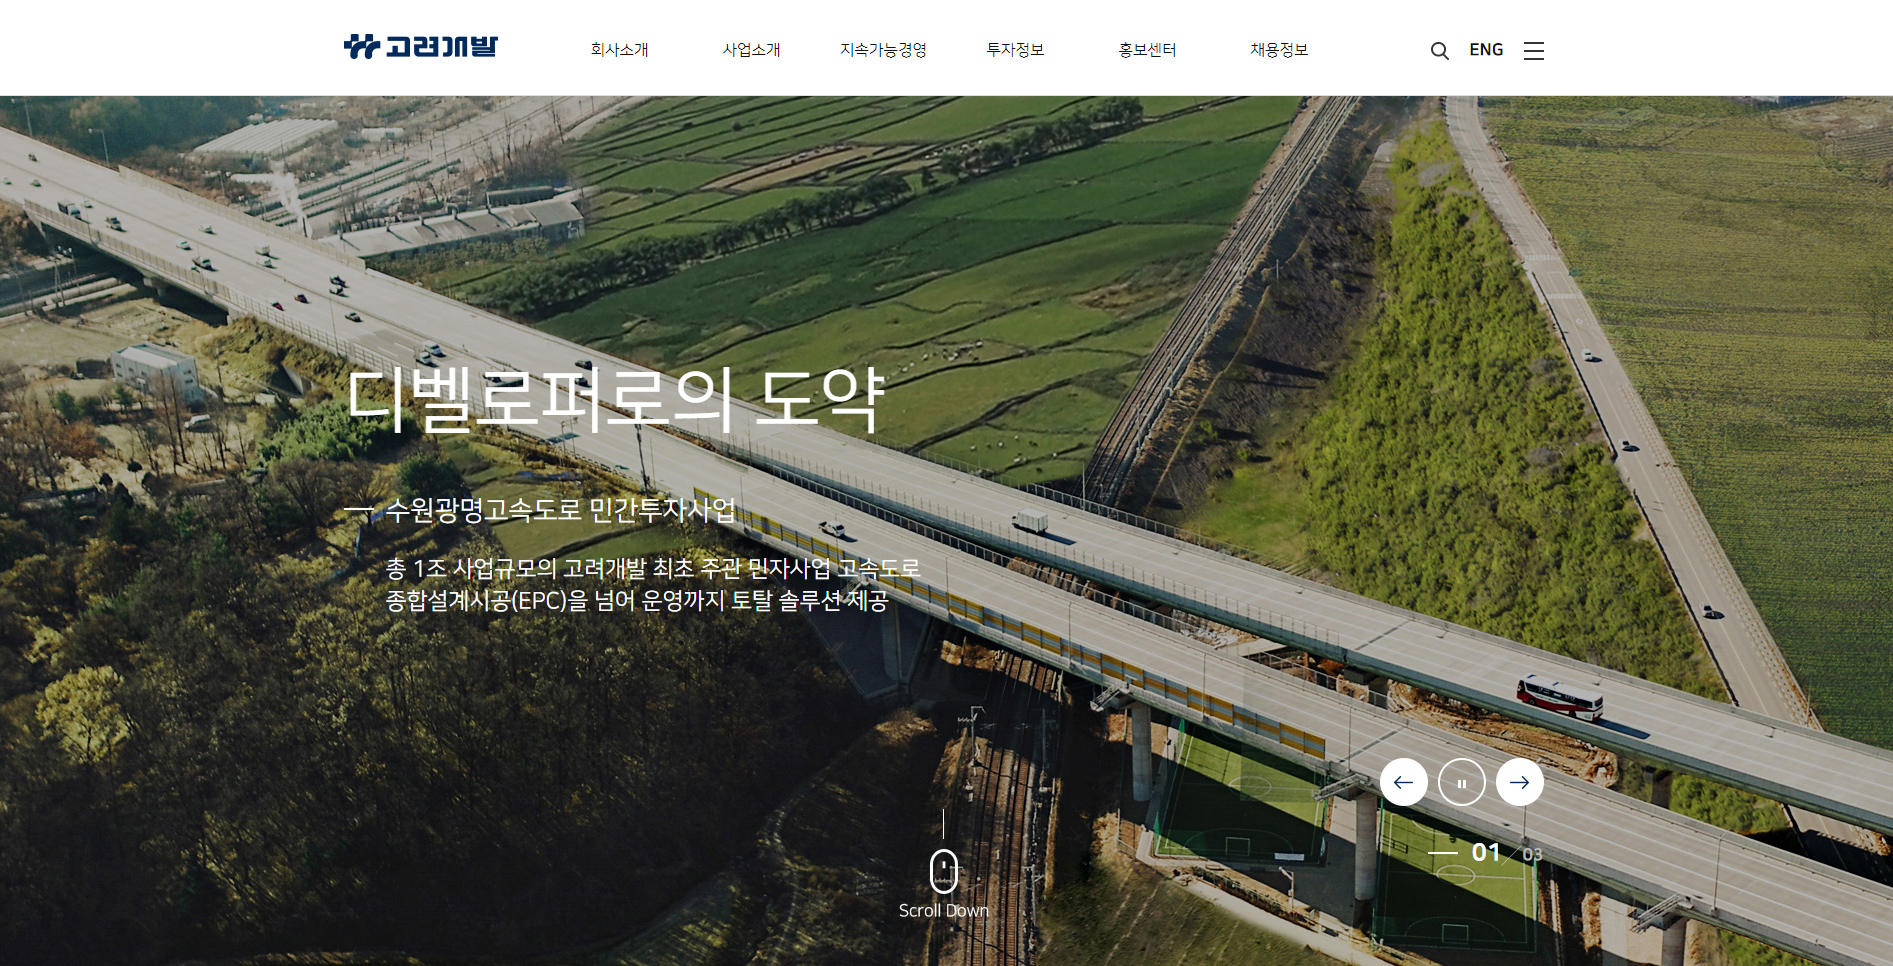 고려개발
회사소개
사업소개
지속가능경영
투자정보
홍보센터
채용정보
ENG
디벨로퍼로의 도약
수원광명고속도로 민간투자사업
총 1조 사업규모의 고려개발 최초 주관 민자사업 고속도로
종합설계시공(EPC)을 넘어 운영까지 토탈 솔루션 제공
01 / 03
Scroll Down